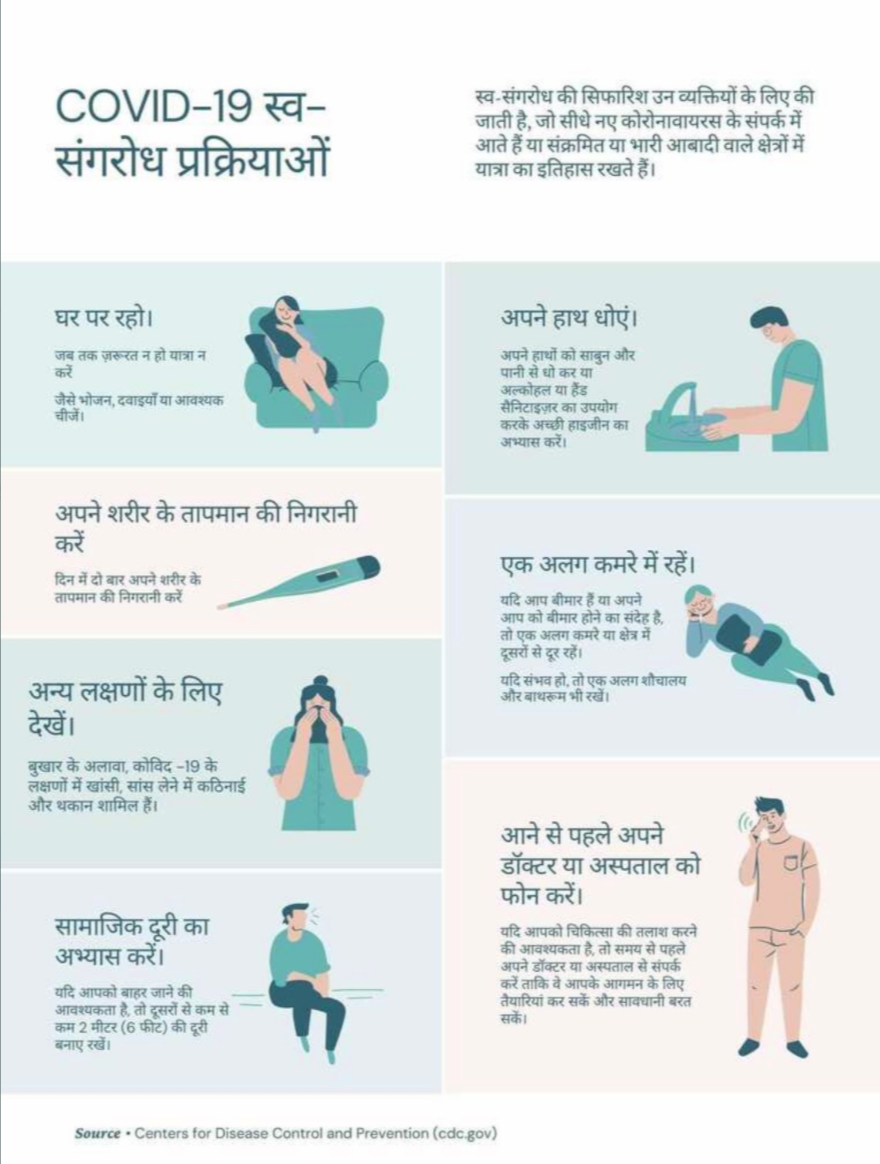 COVID-19 स्व-
संगरोध प्रक्रियाओं
स्व-संगरोध की सिफारिश उन व्यक्तियों के लिए की
जाती है, जो सीधे नए कोरोनावायरस के संपर्क में
आते हैं या संक्रमित या भारी आबादी वाले क्षेत्रों में
यात्रा का इतिहास रखते हैं।
घर पर रहो।
जब तक ज़रूरत न हो यात्रा न
करें
जैसे भोजन, दवाइयाँ या आवश्यक
चीजें।
अपने शरीर के तापमान की निगरानी
करें
दिन में दो बार अपने शरीर के
तापमान की निगरानी करें
अन्य लक्षणों के लिए
देखें।
बुखार के अलावा, कोविद -19 के
लक्षणों में खांसी, सांस लेने में कठिनाई
और थकान शामिल हैं।
सामाजिक दूरी का
अभ्यास करें।
यदि आपको बाहर जाने की
आवश्यकता है, तो दूसरों से कम से
कम 2 मीटर (6 फीट) की दूरी
बनाए रखें।
अपने हाथ धोएं।
अपने हाथों को साबुन और
पानी से धो कर या
अल्कोहल या हैंड
सैनिटाइज़र का उपयोग
करके अच्छी हाइजीन का
अभ्यास करें।
एक अलग कमरे में रहें।
यदि आप बीमार हैं या अपने
आप को बीमार होने का संदेह है,
तो एक अलग कमरे या क्षेत्र में
दूसरों से दूर रहें।
यदि संभव हो, तो एक अलग शौचालय
और बाथरूम भी रखें।
आने से पहले अपने
डॉक्टर या अस्पताल को
फोन करें।
यदि आपको चिकित्सा की तलाश करने
की आवश्यकता है, तो समय से पहले
अपने डॉक्टर या अस्पताल से संपर्क
करें ताकि वे आपके आगमन के लिए
तैयारियां कर सकें और सावधानी बरत
सकें।
Source • Centers for Disease Control and Prevention (cdc.gov)